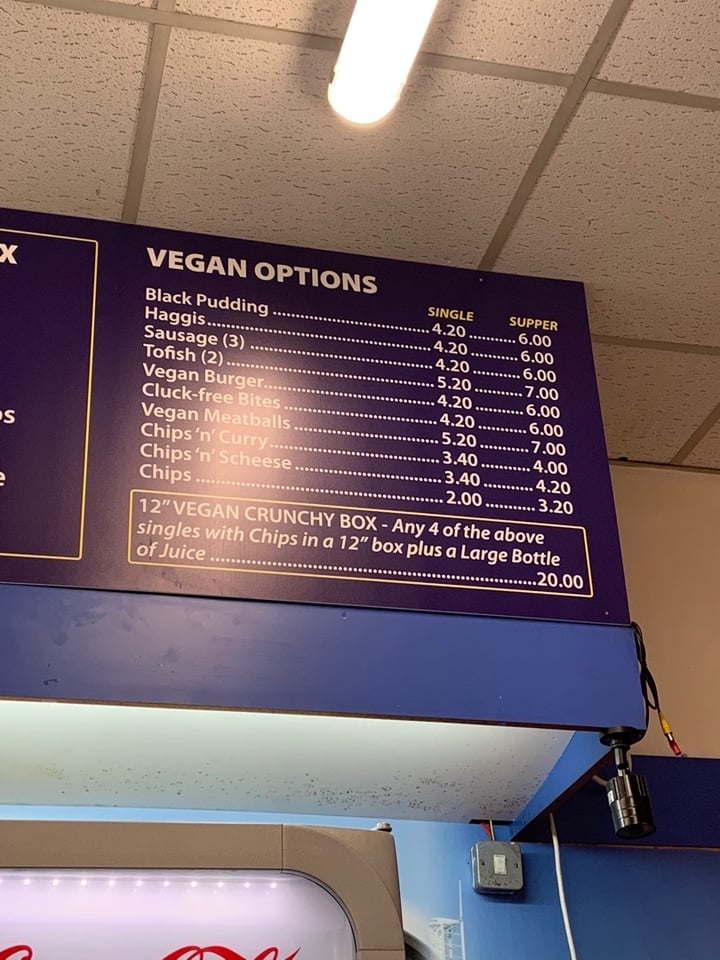 VEGAN OPTIONS
SINGLE SUPPER
Black Pudding ........ 4.20 ........ 6.00
Haggis ........ 4.20 ........ 6.00
Sausage (3) ........ 4.20 ........ 6.00
Tofish (2) ........ 5.20 ........ 7.00
Vegan Burger ........ 4.20 ........ 6.00
Cluck-free Bites ........ 4.20 ........ 6.00
Vegan Meatballs ........ 5.20 ........ 7.00
Chips 'n' Curry ........ 3.40 ........ 4.00
Chips 'n' Scheese ........ 3.40 ........ 4.20
Chips ........ 2.00 ........ 3.20
12" VEGAN CRUNCHY BOX - Any 4 of the above
singles with Chips in a 12" box plus a Large Bottle
of Juice ........ 20.00